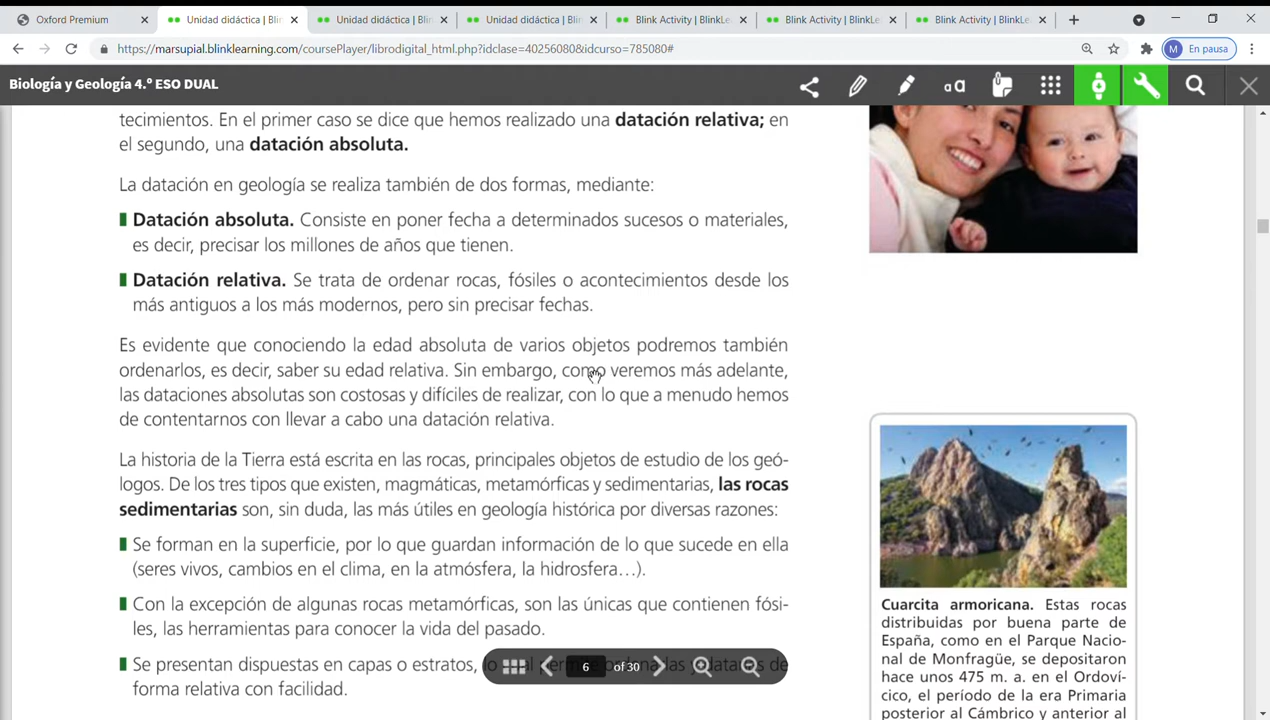 Oxford Premium
Unidad didáctica | Blin
Unidad didáctica | Blin
Unidad didáctica | Blin
Blink Activity | BlinkLe
Blink Activity | BlinkLe
Blink Activity | BlinkLe
https://marsupial.blinklearning.com/coursePlayer/librodigital_html.php?idclase=40256080&idcurso=785080#
M En pausa
Biología y Geología 4.º ESO DUAL
aa
tecimientos. En el primer caso se dice que hemos realizado una datación relativa; en
el segundo, una datación absoluta.
La datación en geología se realiza también de dos formas, mediante:
Datación absoluta. Consiste en poner fecha a determinados sucesos o materiales,
es decir, precisar los millones de años que tienen.
Datación relativa. Se trata de ordenar rocas, fósiles o acontecimientos desde los
más antiguos a los más modernos, pero sin precisar fechas.
Es evidente que conociendo la edad absoluta de varios objetos podremos también
ordenarlos, es decir, saber su edad relativa. Sin embargo, como veremos más adelante,
las dataciones absolutas son costosas y difíciles de realizar, con lo que a menudo hemos
de contentarnos con llevar a cabo una datación relativa.
La historia de la Tierra está escrita en las rocas, principales objetos de estudio de los geó-
logos. De los tres tipos que existen, magmáticas, metamórficas y sedimentarias, las rocas
sedimentarias son, sin duda, las más útiles en geología histórica por diversas razones:
Se forman en la superficie, por lo que guardan información de lo que sucede en ella
(seres vivos, cambios en el clima, en la atmósfera, la hidrosfera…).
Con la excepción de algunas rocas metamórficas, son las únicas que contienen fósi-
les, las herramientas para conocer la vida del pasado.
Se presentan dispuestas en capas o estratos, lo de
forma relativa con facilidad.
6 of 30
Cuarcita armoricana. Estas rocas
distribuidas por buena parte de
España, como en el Parque Nacio-
nal de Monfragüe, se depositaron
hace unos 475 m. a. en el Ordoví-
cico, el período de la era Primaria
posterior al Cámbrico y anterior al